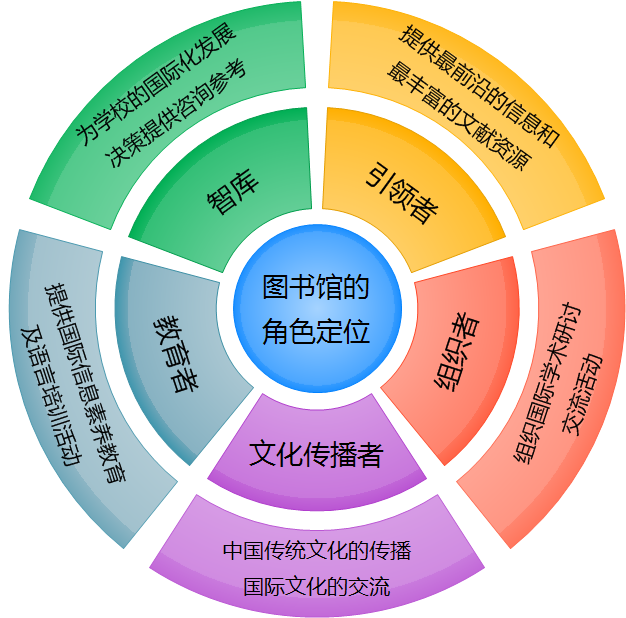 图书馆的
角色定位
智库
为学校的国际化发展
决策提供咨询参考
引领者
提供最前沿的信息和
最丰富的文献资源
组织者
组织国际学术研讨
交流活动
文化传播者
中国传统文化的传播
国际文化的交流
教育者
提供国际信息素养教育
及语言培训活动